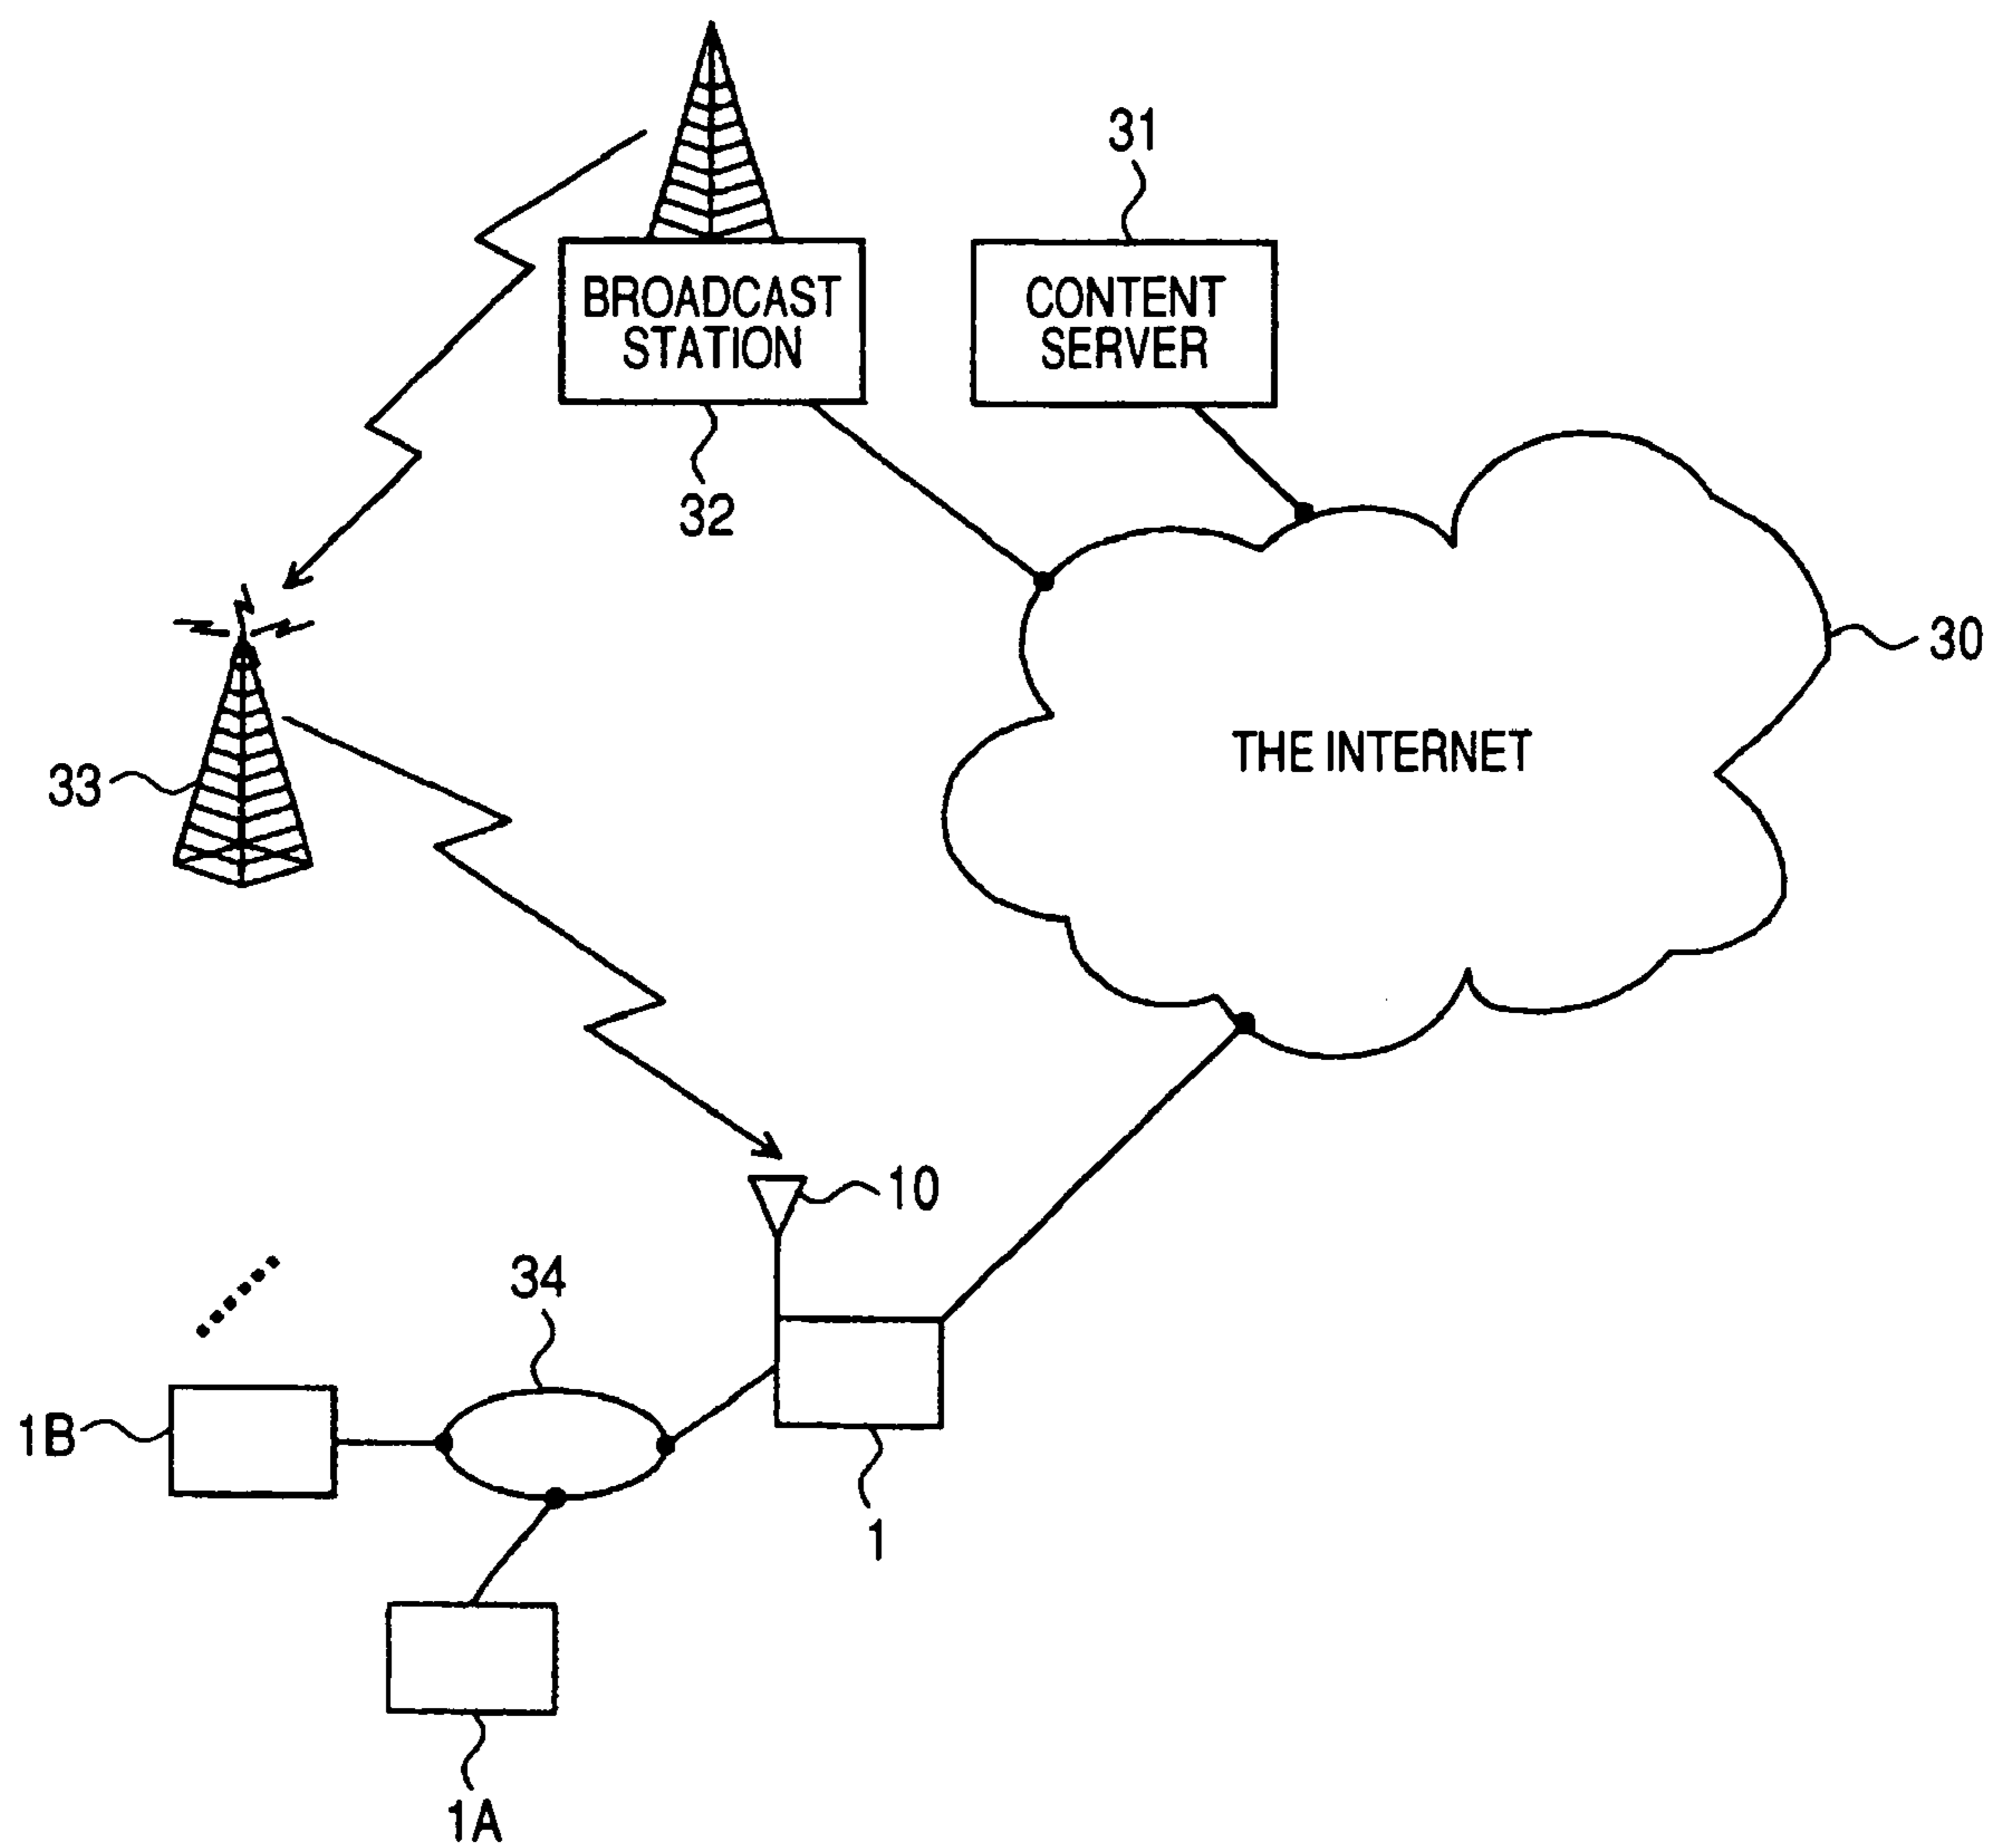 31
BROADCAST
STATION
CONTENT
SERVER
32
30
THE INTERNET
33
10
34
1B
1
1A